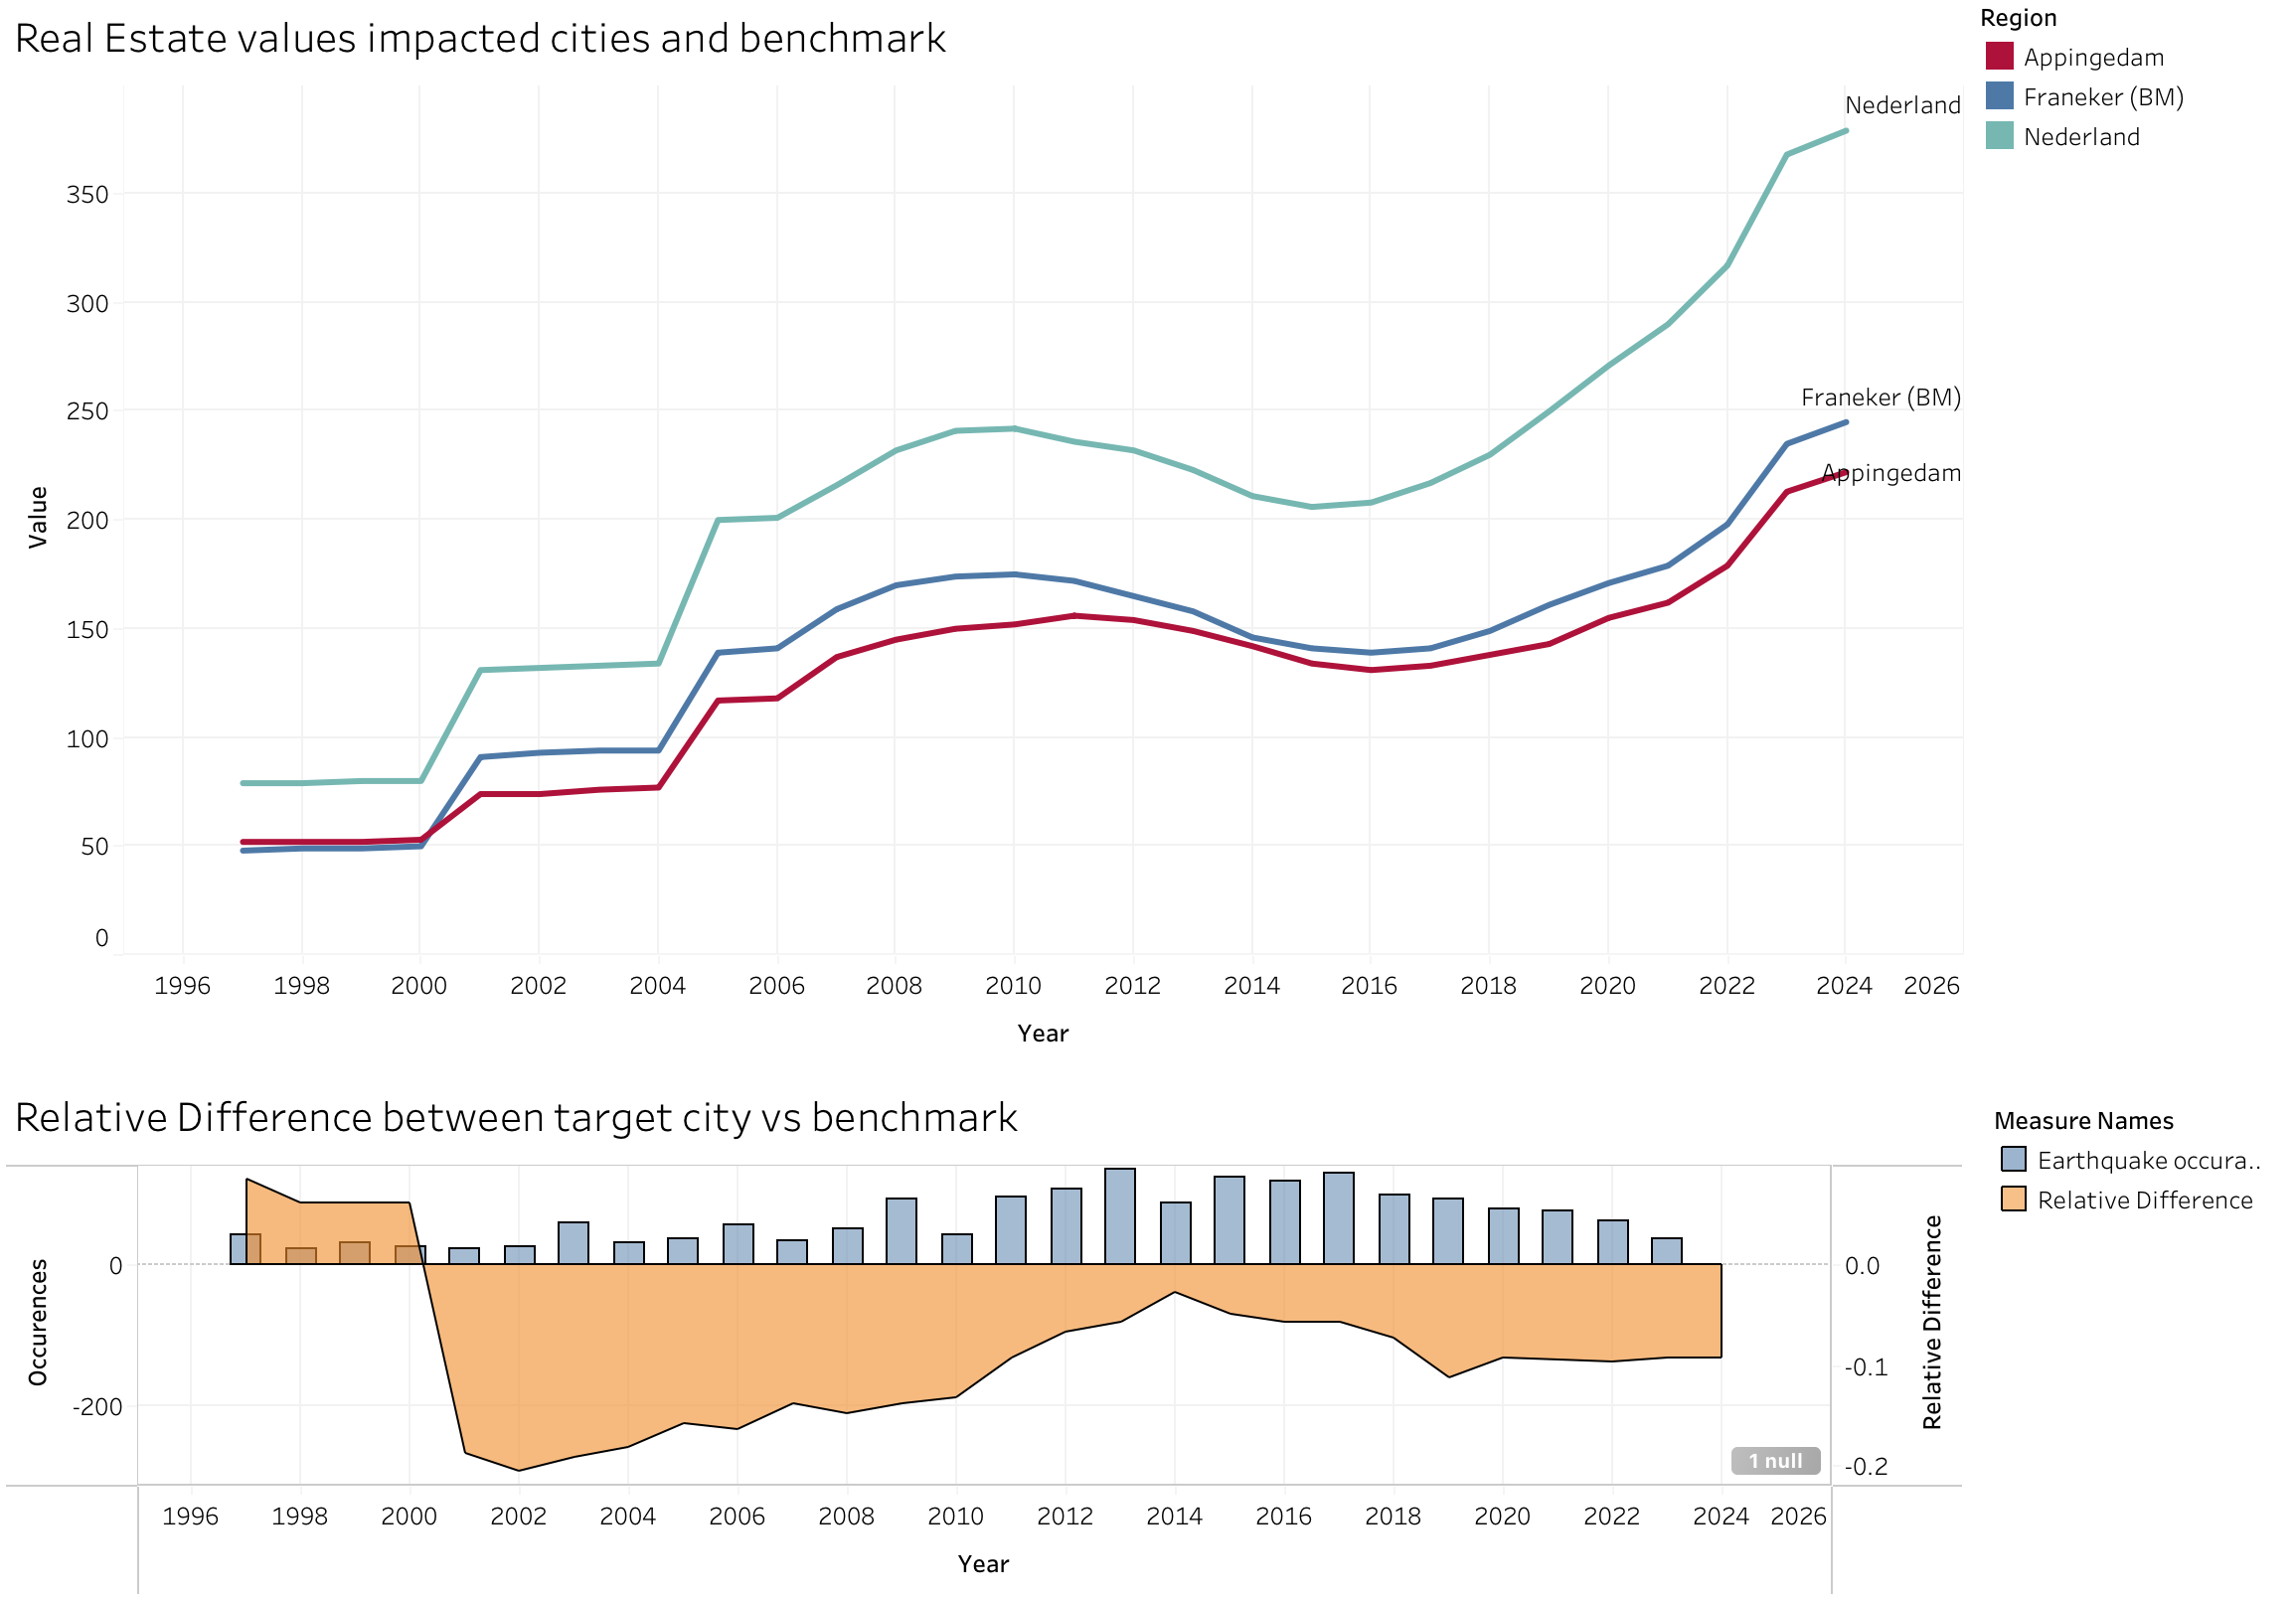 Real Estate values impacted cities and benchmark
Region
Appingedam
Franeker (BM)
Nederland
Nederland
Franeker (BM)
Appingedam
Value
350
300
250
200
150
100
50
0
1996 1998 2000 2002 2004 2006 2008 2010 2012 2014 2016 2018 2020 2022 2024 2026
Year
Relative Difference between target city vs benchmark
Measure Names
Earthquake occura..
Relative Difference
Occurences
0
-200
0.0
-0.1
-0.2
Relative Difference
1 null
1996 1998 2000 2002 2004 2006 2008 2010 2012 2014 2016 2018 2020 2022 2024 2026
Year